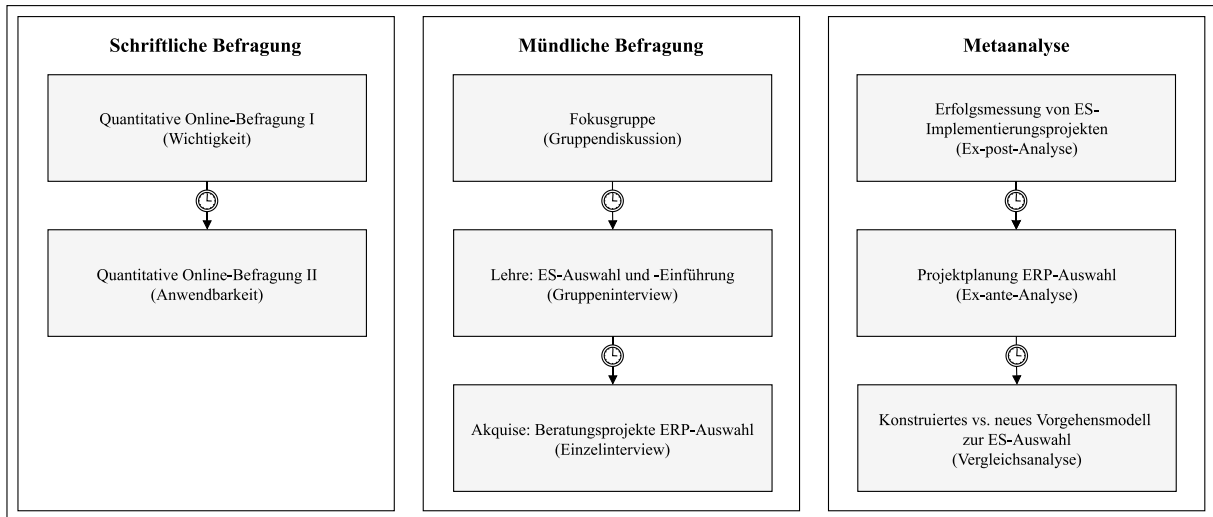 Schriftliche Befragung
Quantitative Online-Befragung I
(Wichtigkeit)
Quantitative Online-Befragung II
(Anwendbarkeit)
Mündliche Befragung
Fokusgruppe
(Gruppendiskussion)
Lehre: ES-Auswahl und -Einführung
(Gruppeninterview)
Akquise: Beratungsprojekte ERP-Auswahl
(Einzelinterview)
Metaanalyse
Erfolgsmessung von ES-
Implementierungsprojekten
(Ex-post-Analyse)
Projektplanung ERP-Auswahl
(Ex-ante-Analyse)
Konstruiertes vs. neues Vorgehensmodell
zur ES-Auswahl
(Vergleichsanalyse)